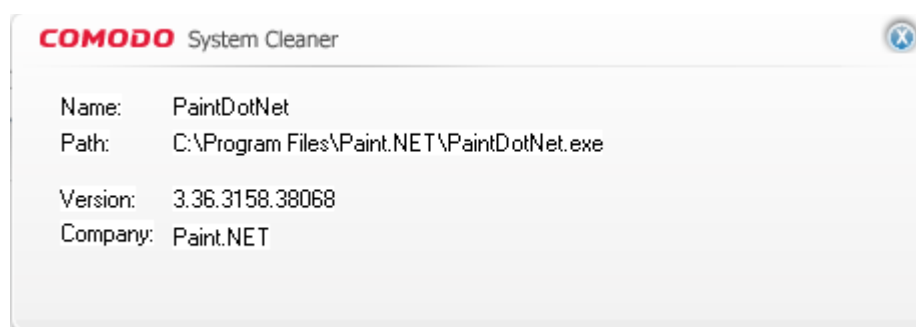 COMODO System Cleaner
Name: PaintDotNet
Path: C:\Program Files\Paint.NET\PaintDotNet.exe
Version: 3.36.3158.38068
Company: Paint.NET